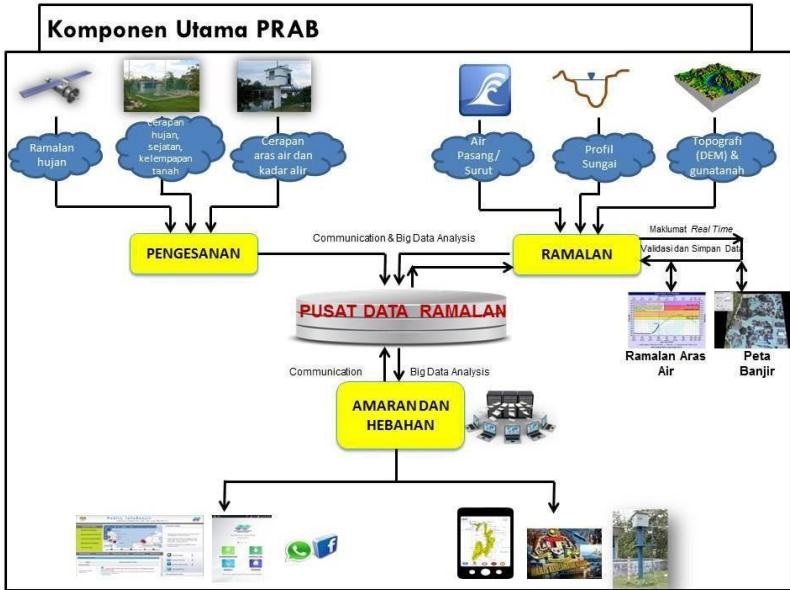 Komponen Utama PRAB
Ramalan
hujan
Cerapan
hujan,
sejatan,
kelempapan
tanah
Cerapan
aras air dan
kadar alir
Air
Pasang /
Surut
Profil
Sungai
Topografi
(DEM) &
gunatanah
PENGESANAN
Communication & Big Data Analysis
RAMALAN
Maklumat Real Time
Validasi dan Simpan Data
PUSAT DATA RAMALAN
Ramalan Aras
Air
Peta
Banjir
Communication
Big Data Analysis
AMARAN DAN
HEBAHAN